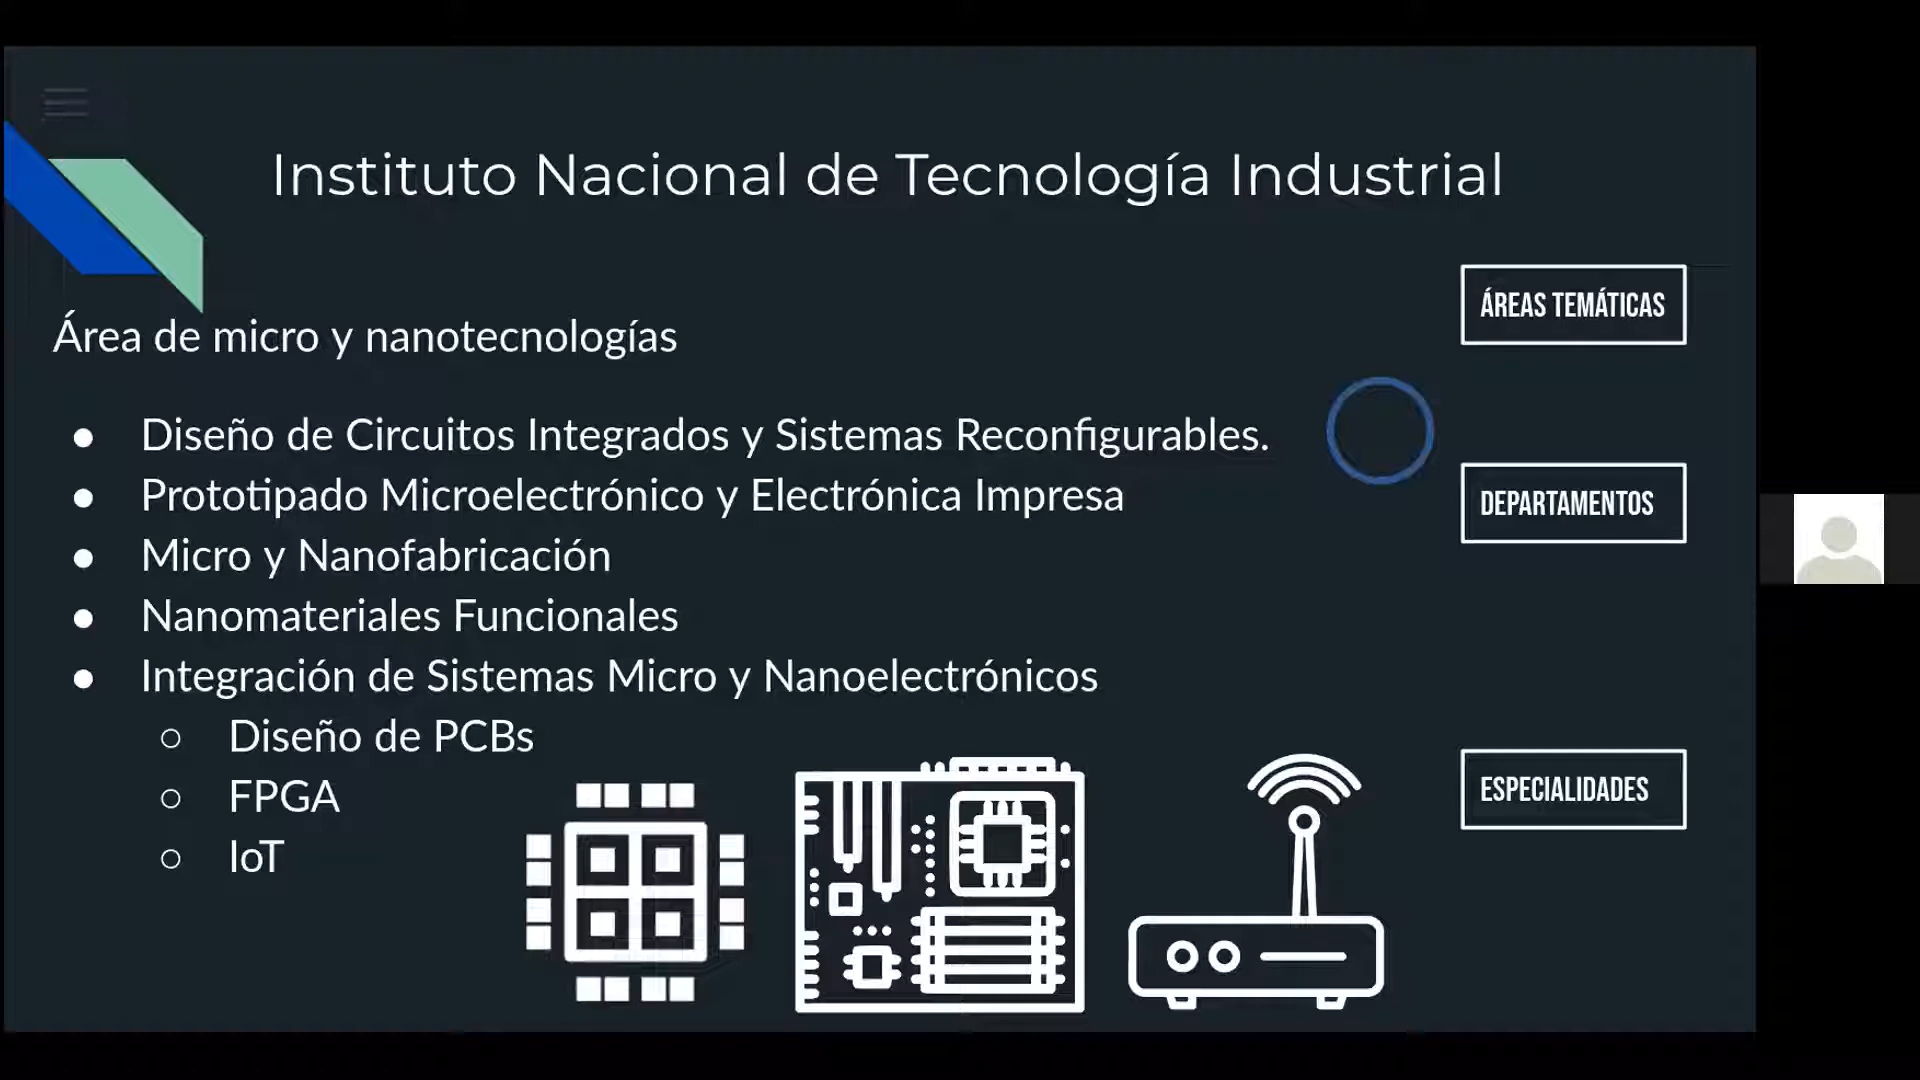 Instituto Nacional de Tecnología Industrial
ÁREAS TEMÁTICAS
Área de micro y nanotecnologías
Diseño de Circuitos Integrados y Sistemas Reconfigurables.
Prototipado Microelectrónico y Electrónica Impresa
DEPARTAMENTOS
Micro y Nanofabricación
Nanomateriales Funcionales
Integración de Sistemas Micro y Nanoelectrónicos
Diseño de PCBs
FPGA
IoT
ESPECIALIDADES